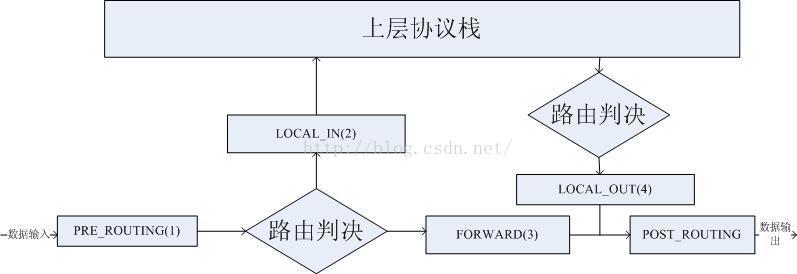 上层协议栈
路由判决
LOCAL_IN(2)
http://blog.csdn.net/
LOCAL_OUT(4)
数据输入
PRE_ROUTING(1)
路由判决
FORWARD(3)
POST_ROUTING
数据输
出